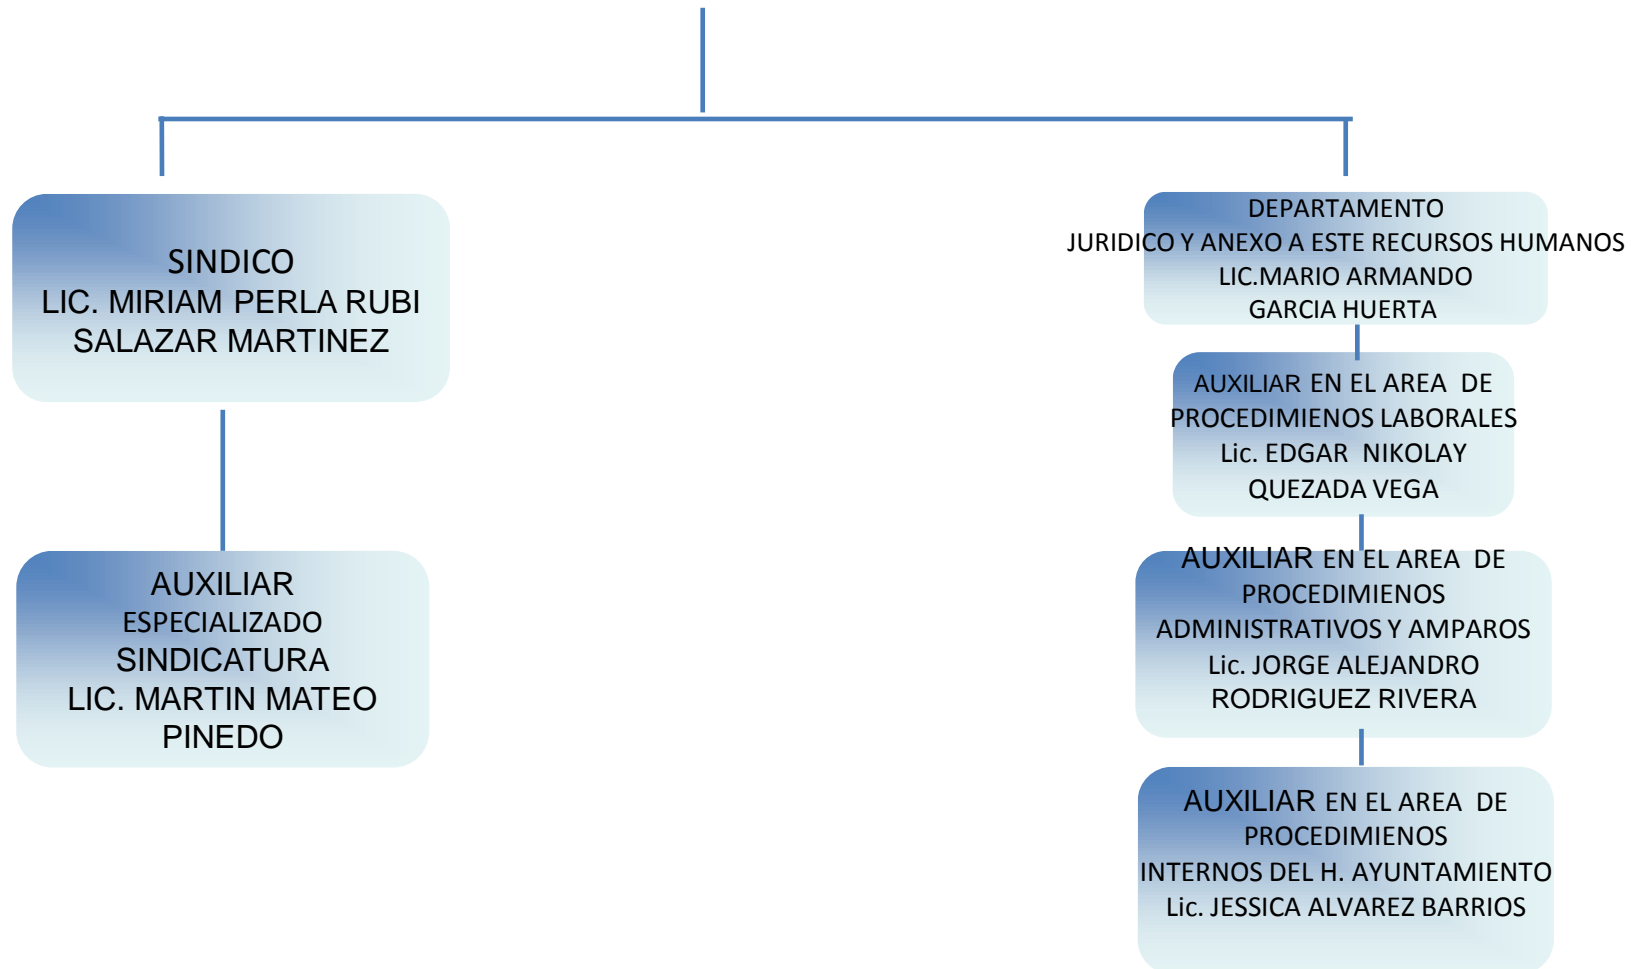 SINDICO
LIC. MIRIAM PERLA RUBI
SALAZAR MARTINEZ
AUXILIAR
ESPECIALIZADO
SINDICATURA
LIC. MARTIN MATEO
PINEDO
DEPARTAMENTO
JURIDICO Y ANEXO A ESTE RECURSOS HUMANOS
LIC.MARIO ARMANDO
GARCIA HUERTA
AUXILIAR EN EL AREA DE
PROCEDIMIENOS LABORALES
Lic. EDGAR NIKOLAY
QUEZADA VEGA
AUXILIAR EN EL AREA DE
PROCEDIMIENOS
ADMINISTRATIVOS Y AMPAROS
Lic. JORGE ALEJANDRO
RODRIGUEZ RIVERA
AUXILIAR EN EL AREA DE
PROCEDIMIENOS
INTERNOS DEL H. AYUNTAMIENTO
Lic. JESSICA ALVAREZ BARRIOS